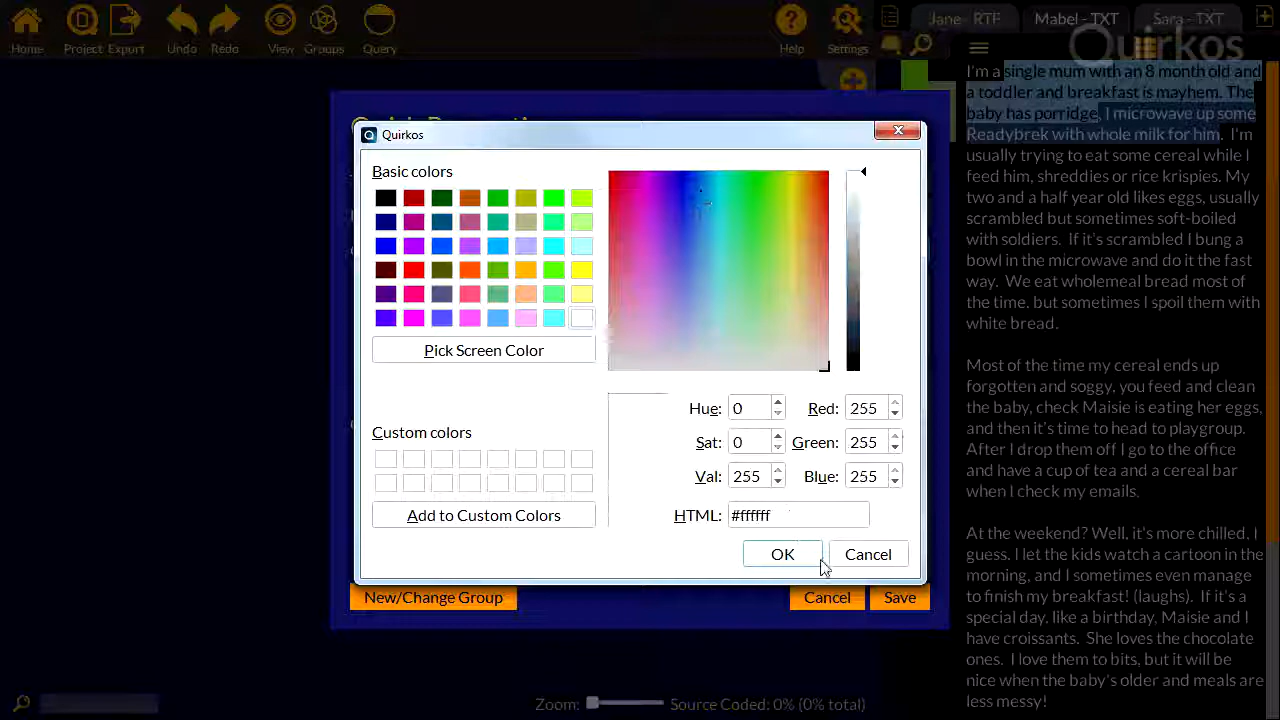 Home
Project
Export
Undo
Redo
View
Groups
Query
Help
Settings
Jane - RTF
Mabel - TXT
Sara - TXT
Quirkos
Quirkos
Basic colors
Pick Screen Color
Custom colors
Add to Custom Colors
Hue: 0
Red: 255
Sat: 0
Green: 255
Val: 255
Blue: 255
HTML: #ffffff
OK
Cancel
New/Change Group
Cancel
Save
Zoom:
Source Coded: 0% (0% total)
I'm a single mum with an 8 month old and
a toddler and breakfast is mayhem. The
baby has porridge, I microwave up some
Readybrek with whole milk for him. I'm
usually trying to eat some cereal while I
feed him, shreddies or rice krispies. My
two and a half year old likes eggs, usually
scrambled but sometimes soft-boiled
with soldiers. If it's scrambled I bung a
bowl in the microwave and do it the fast
way. We eat wholemeal bread most of
the time, but sometimes I spoil them with
white bread.
Most of the time my cereal ends up
forgotten and soggy, you feed and clean
the baby, check Maisie is eating her eggs,
and then it's time to head to playgroup.
After I drop them off I go to the office
and have a cup of tea and a cereal bar
when I check my emails.
At the weekend? Well, it's more chilled, I
guess. I let the kids watch a cartoon in the
morning, and I sometimes even manage
to finish my breakfast! (laughs). If it's a
special day, like a birthday, Maisie and I
have croissants. She loves the chocolate
ones. I love them to bits, but it will be
nice when the baby's older and meals are
less messy!